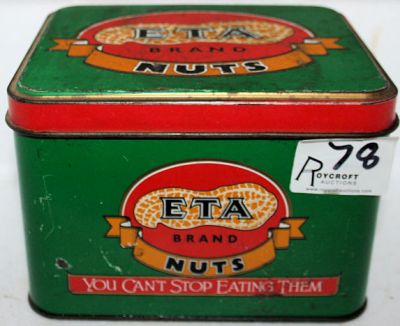 ETA
BRAND
NUTS
78
ROYCROFT
AUCTIONS
ETA
BRAND
NUTS
YOU CAN'T STOP EATING THEM